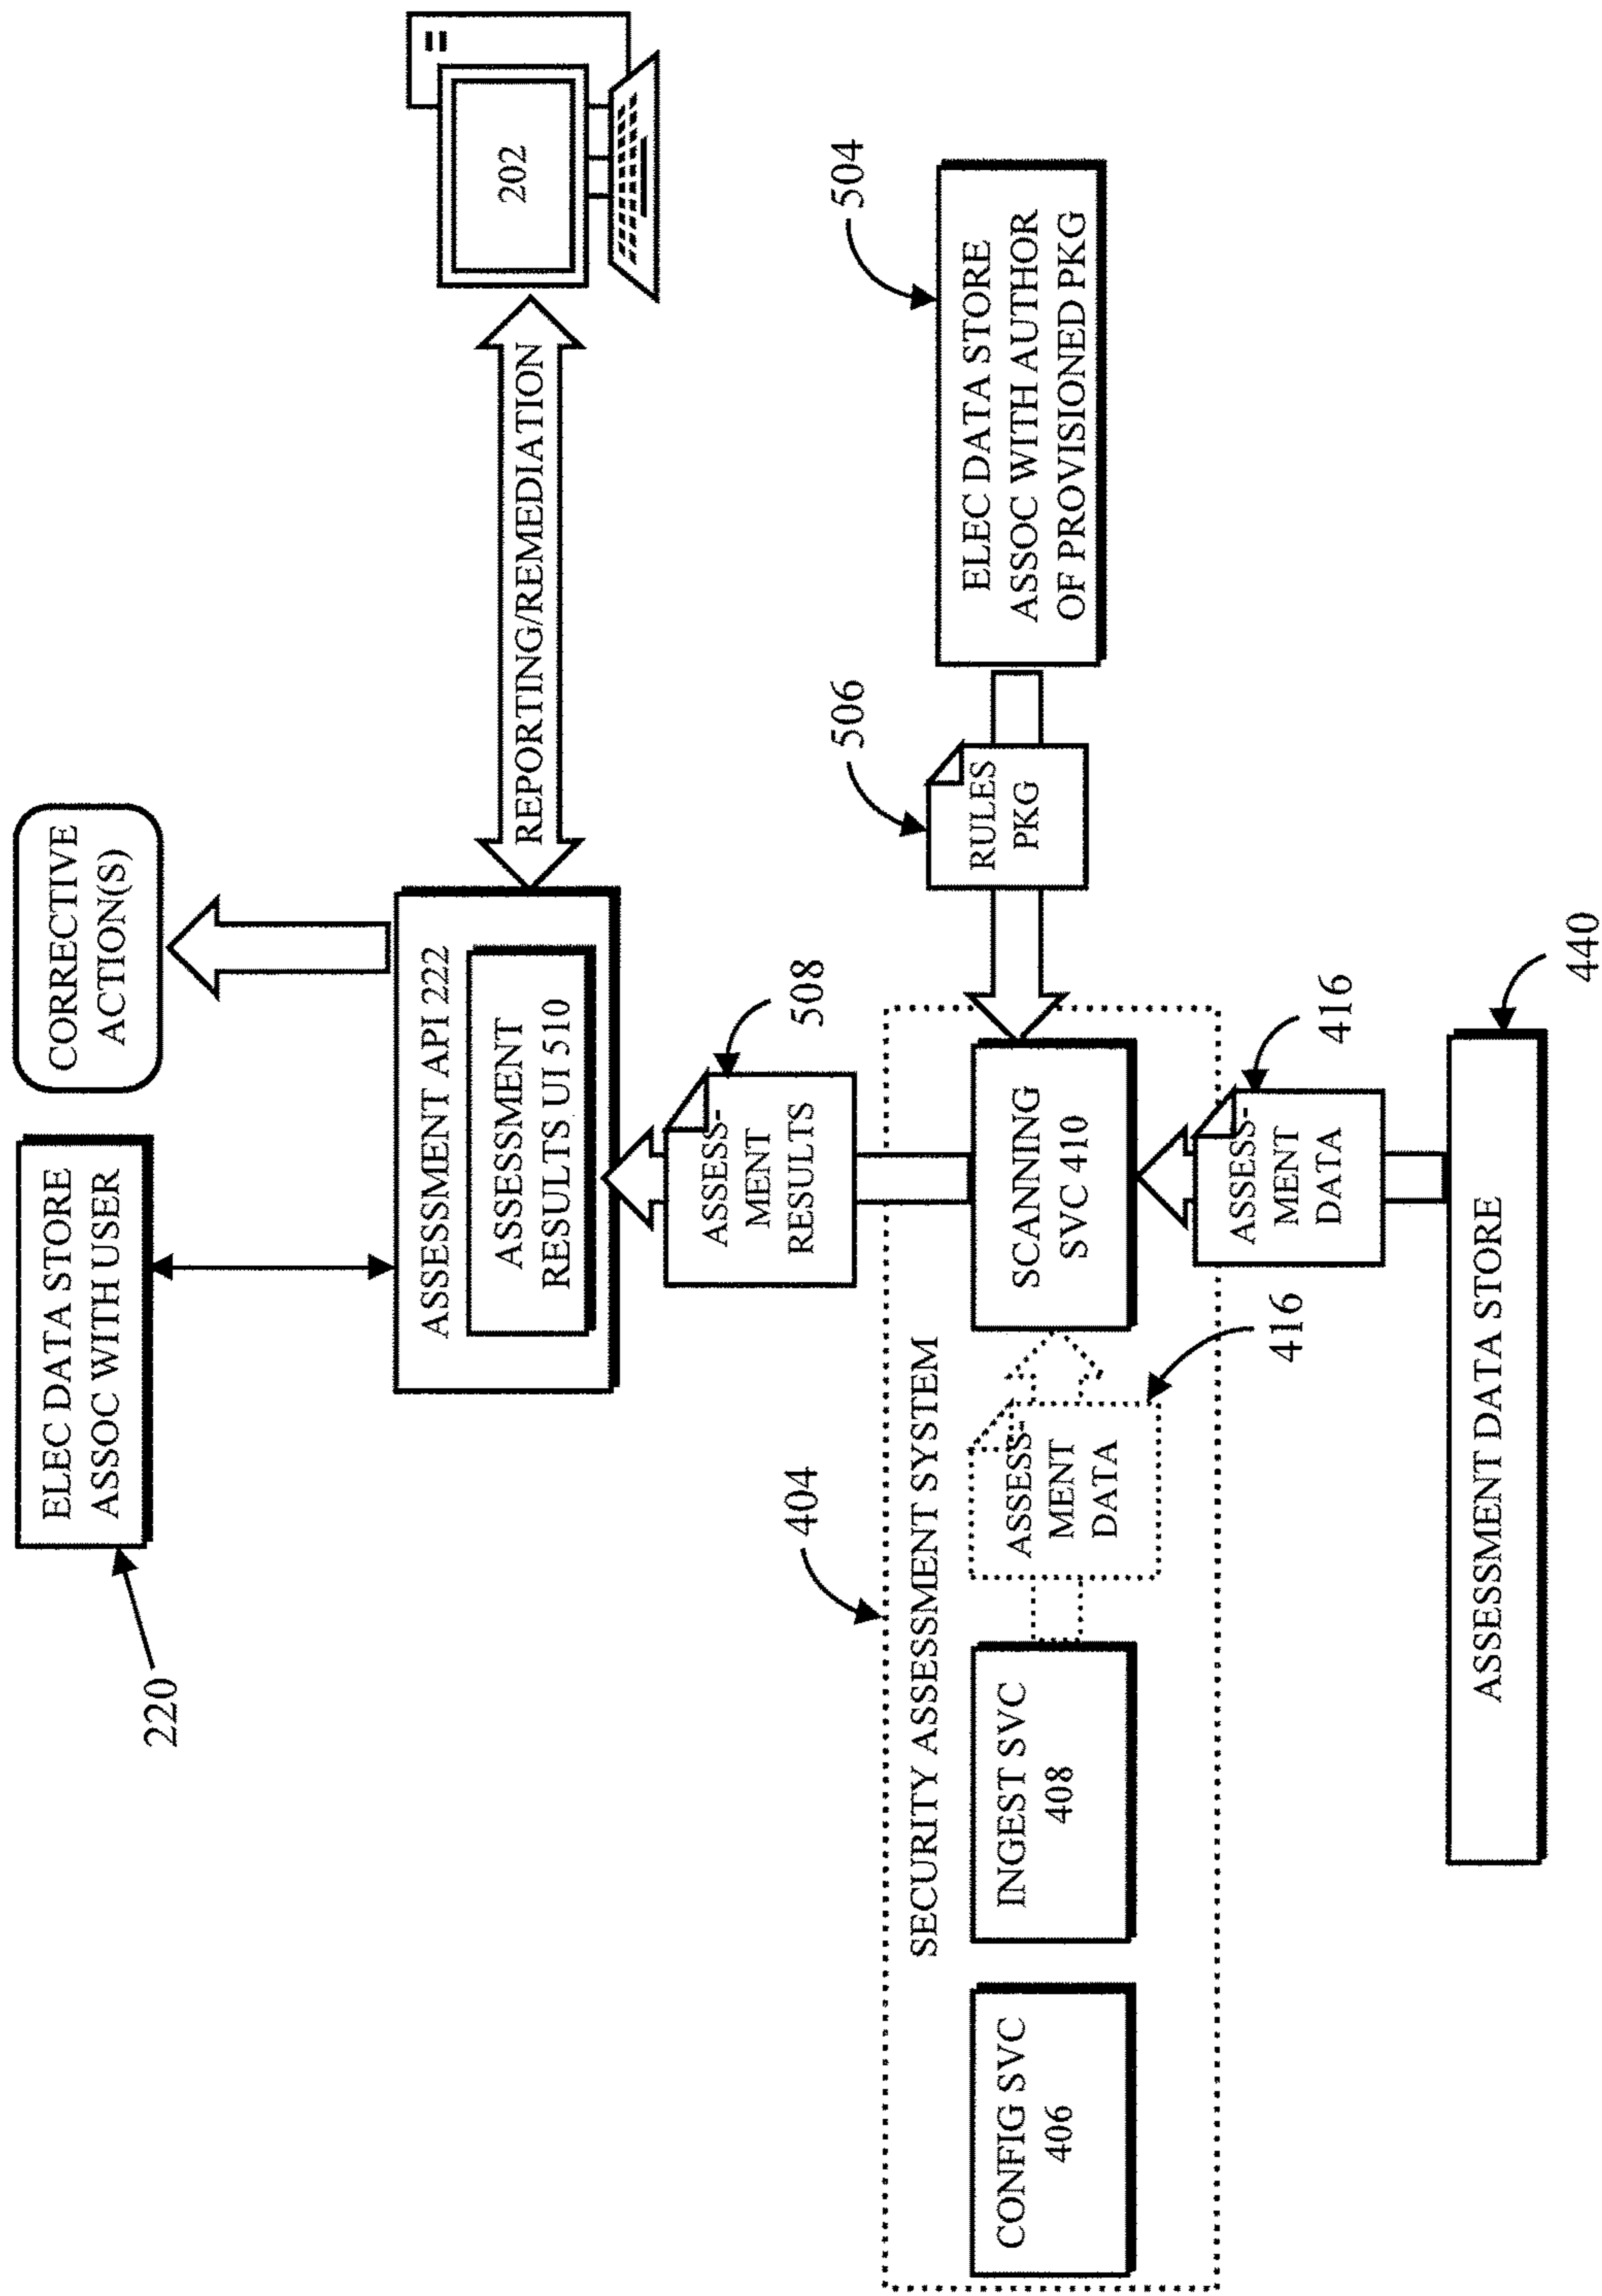 220
ELEC DATA STORE
ASSOC WITH USER
CORRECTIVE
ACTION(S)
ASSESSMENT API 222
ASSESSMENT
RESULTS UI 510
REPORTING/REMEDIATION
202
ASSESS-
MENT
RESULTS
508
404
SECURITY ASSESSMENT SYSTEM
CONFIG SVC
406
INGEST SVC
408
ASSESS-
MENT
DATA
416
SCANNING
SVC 410
506
RULES
PKG
504
ELEC DATA STORE
ASSOC WITH AUTHOR
OF PROVISIONED PKG
ASSESS-
MENT
DATA
416
ASSESSMENT DATA STORE
440